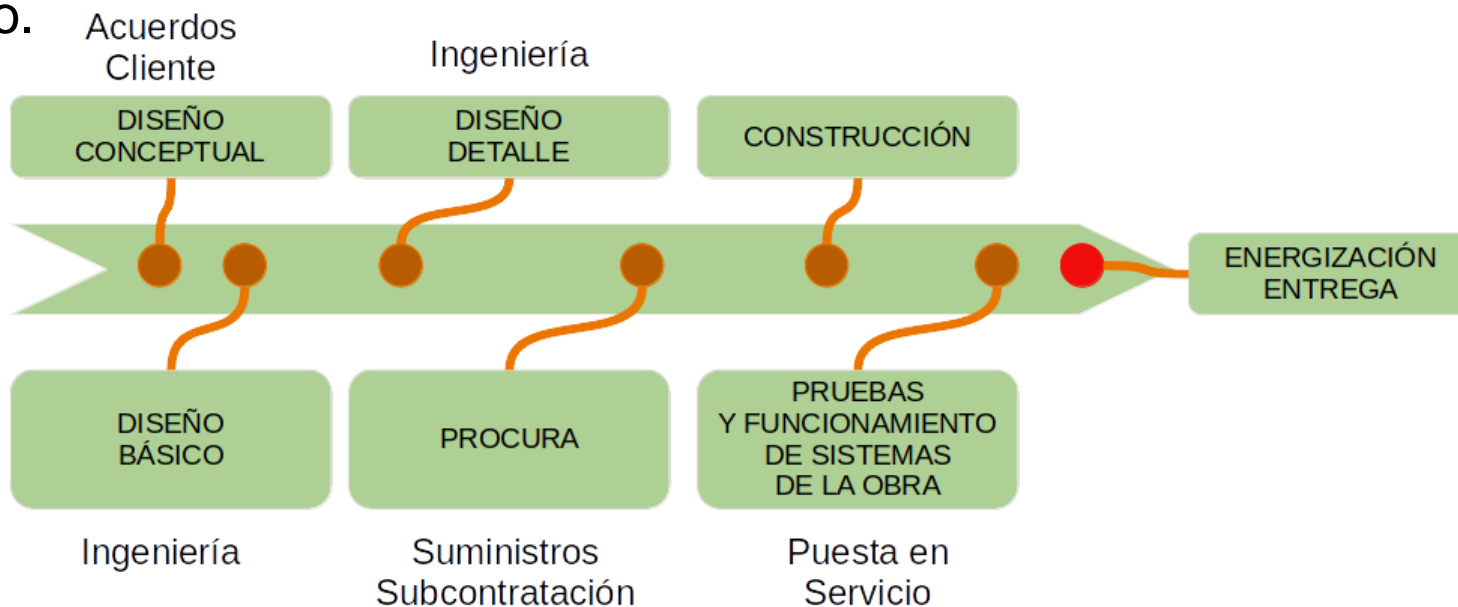 o.
Acuerdos
Cliente
Ingeniería
DISEÑO
CONCEPTUAL
DISEÑO
DETALLE
CONSTRUCCIÓN
ENERGIZACIÓN
ENTREGA
DISEÑO
BÁSICO
PROCURA
PRUEBAS
Y FUNCIONAMIENTO
DE SISTEMAS
DE LA OBRA
Ingeniería
Suministros
Subcontratación
Puesta en
Servicio